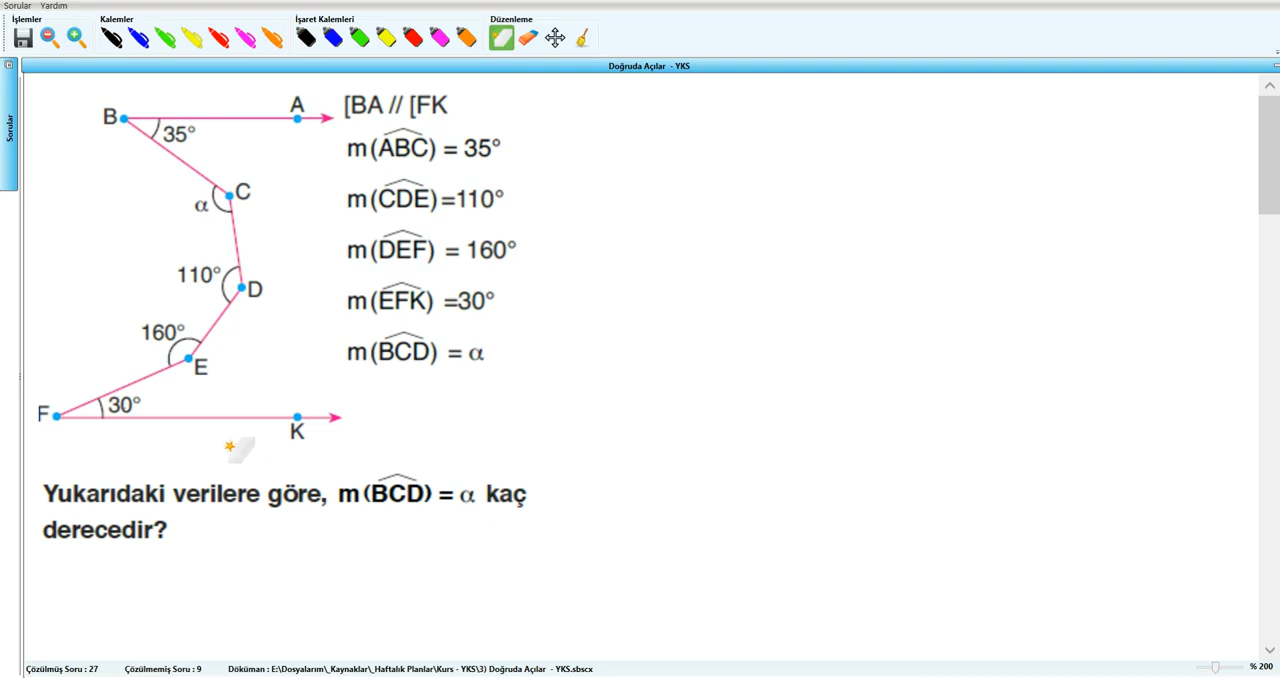 Sorular Yardım
İşlemler Kalemler İşaret Kalemleri Düzenleme
Doğruda Açılar - YKS
Sorular
B A [BA // [FK
35°
m(ABC) = 35°
C
α
m(CDE)=110°
m(DEF) = 160°
110°
D
m(EFK) =30°
160°
E
m(BCD) = α
F 30°
K
Yukarıdaki verilere göre, m(BCD) = α kaç
derecedir?
Çözülmüş Soru : 27 Çözülmemiş Soru : 9 Döküman : E:\Dosyalarım\_Kaynaklar\_Haftalık Planlar\Kurs - YKS\3) Doğruda Açılar - YKS.sbscx % 200